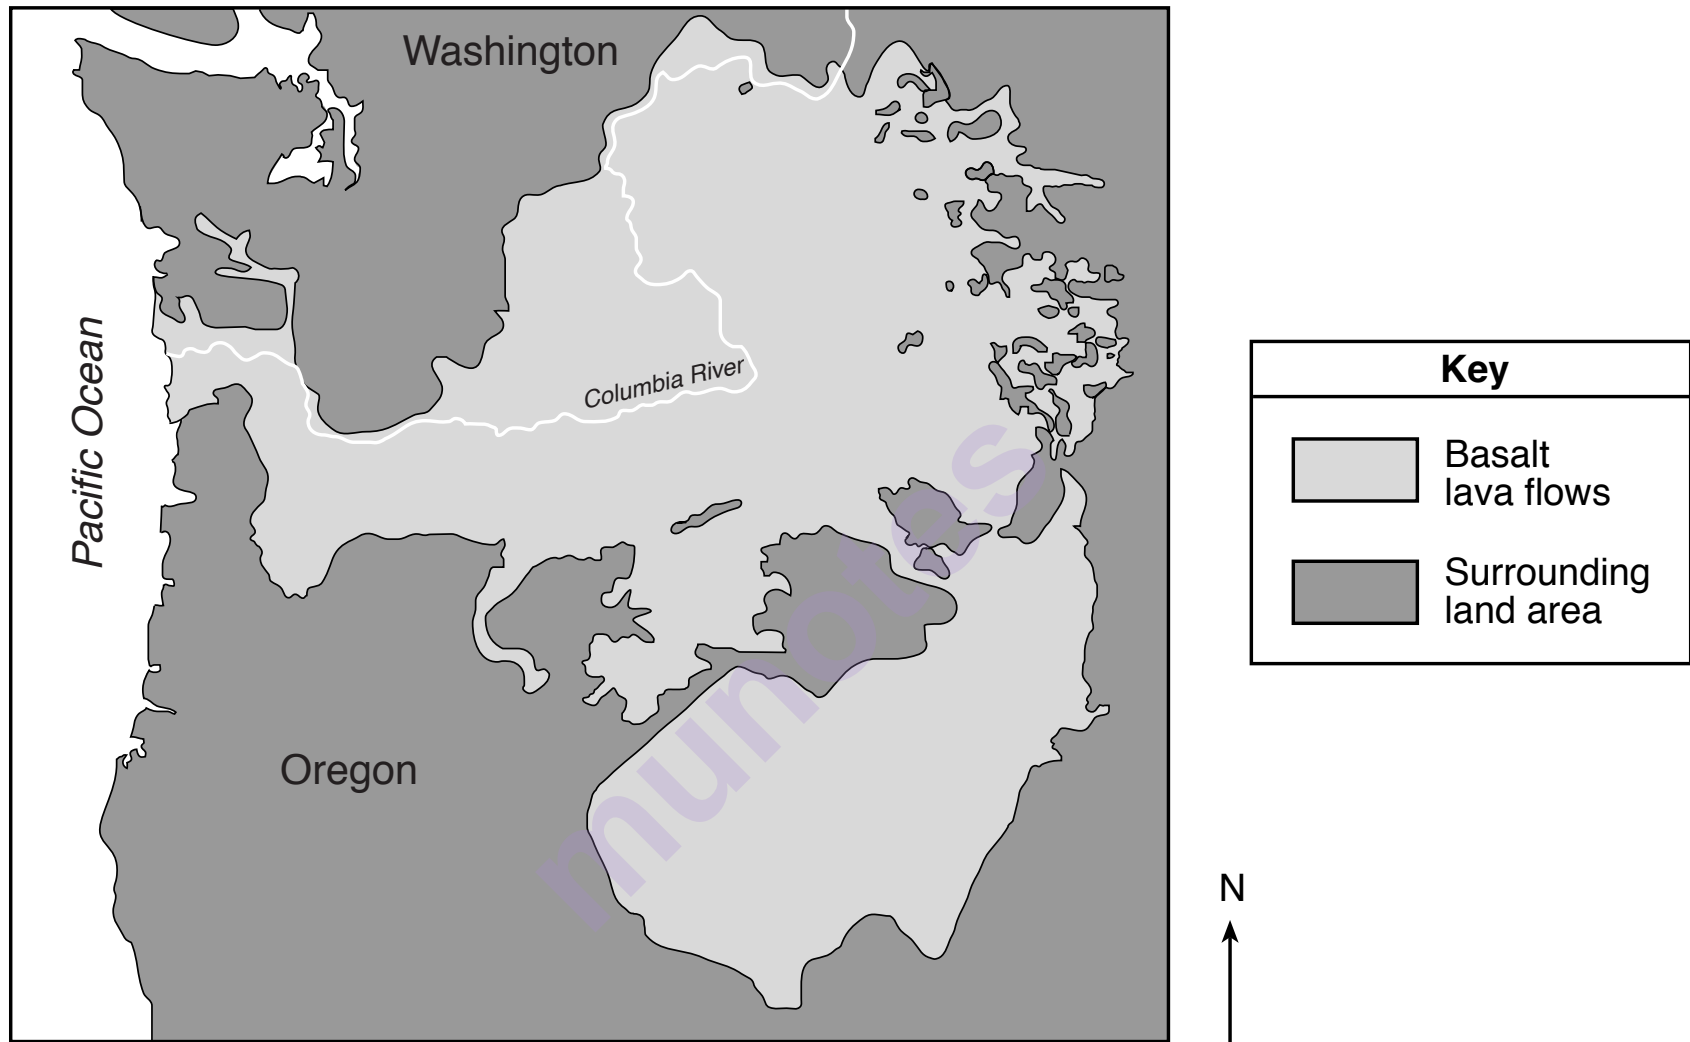 Washington
Pacific Ocean
Columbia River
Oregon
Key
Basalt
lava flows
Surrounding
land area
N
munotes